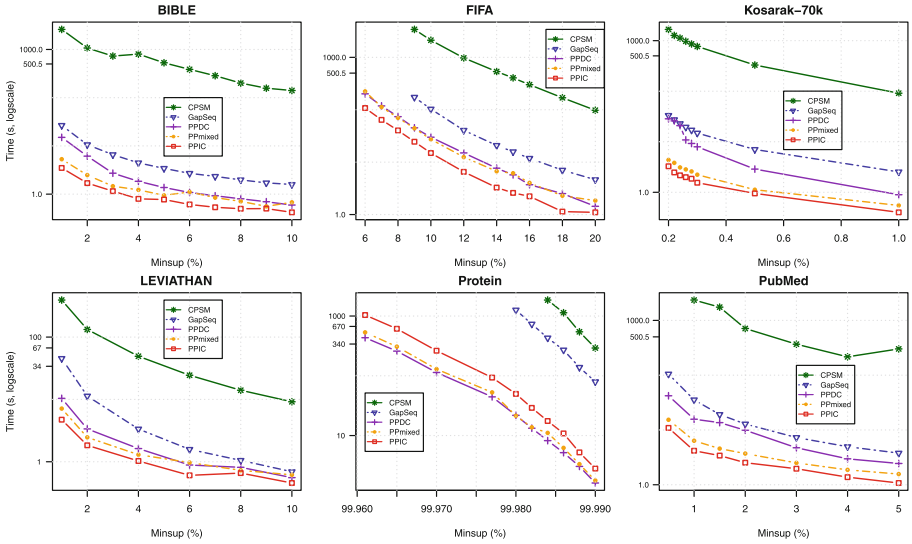 BIBLE
FIFA
Kosarak−70k
Time (s, logscale)
1000.0
500.5
1.0
2
4
6
8
10
Minsup (%)
CPSM
GapSeq
PPDC
PPmixed
PPIC
1000.0
500.5
1.0
6
8
10
12
14
16
18
20
Minsup (%)
CPSM
GapSeq
PPDC
PPmixed
PPIC
1000.0
500.5
1.0
0.2
0.4
0.6
0.8
1.0
Minsup (%)
CPSM
GapSeq
PPDC
PPmixed
PPIC
LEVIATHAN
Protein
PubMed
Time (s, logscale)
100
67
34
1
2
4
6
8
10
Minsup (%)
CPSM
GapSeq
PPDC
PPmixed
PPIC
1000
670
340
10
99.960
99.970
99.980
99.990
Minsup (%)
CPSM
GapSeq
PPDC
PPmixed
PPIC
1000.0
500.5
1.0
1
2
3
4
5
Minsup (%)
CPSM
GapSeq
PPDC
PPmixed
PPIC